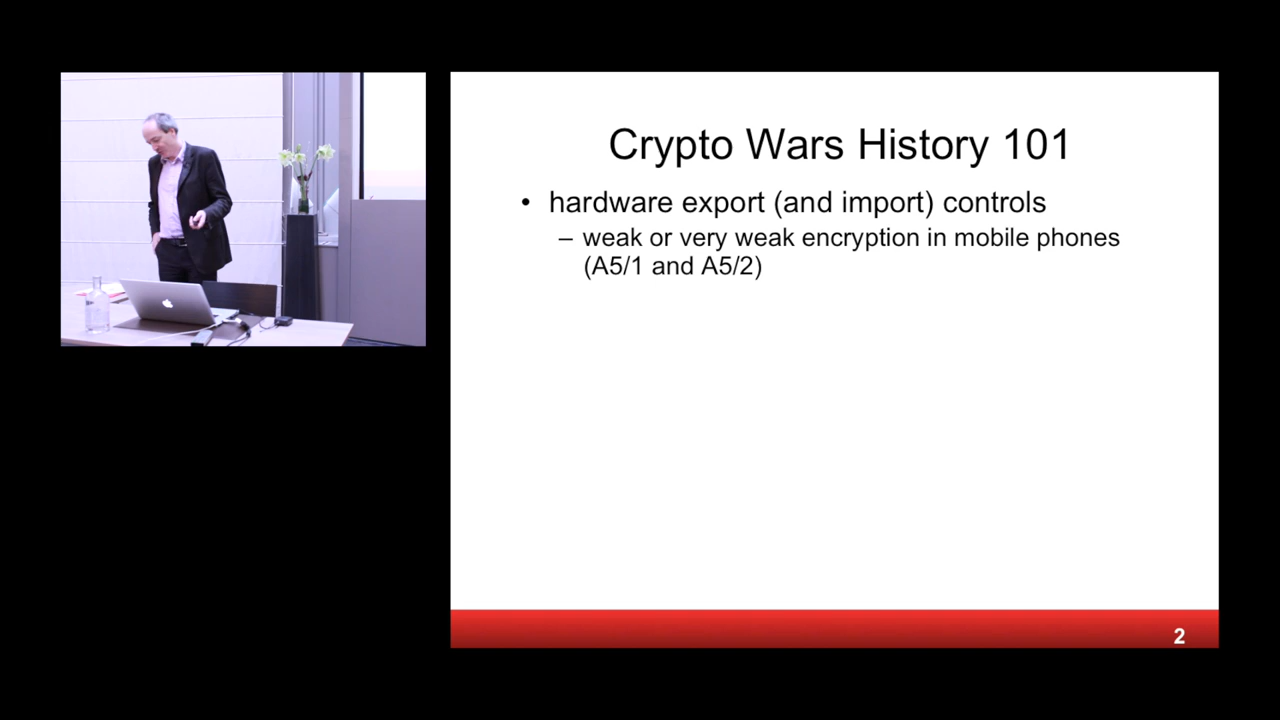 Crypto Wars History 101
• hardware export (and import) controls
– weak or very weak encryption in mobile phones
(A5/1 and A5/2)
2